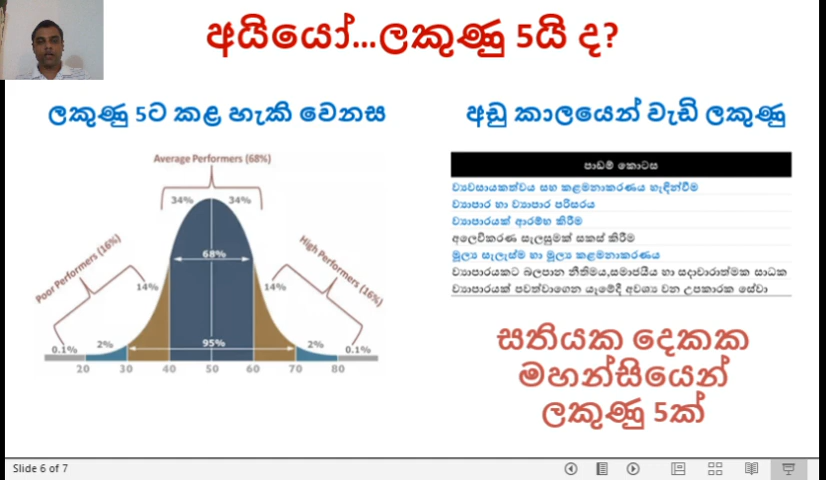 අයියෝ...ලකුණු 5යි ද?
ලකුණු 5ට කළ හැකි වෙනස
Average Performers (68%)
34% 34%
Poor Performers (16%)
High Performers (16%)
68%
14% 14%
0.1% 2% 95% 2% 0.1%
20 30 40 50 60 70 80
අඩු කාලයෙන් වැඩි ලකුණු
පාඩම් කොටස
ව්‍යවසායකත්වය සහ කළමනාකරණය හැඳින්වීම
ව්‍යාපාර හා ව්‍යාපාර පරිසරය
ව්‍යාපාරයක් ආරම්භ කිරීම
අලෙවිකරණ සැලසුමක් සකස් කිරීම
මූල්‍ය සැලැස්ම හා මූල්‍ය කළමනාකරණය
ව්‍යාපාරයකට බලපාන නීතිමය,සමාජයීය හා සදාචාරාත්මක සාධක
ව්‍යාපාරයක් පවත්වාගෙන යෑමේදී අවශ්‍ය වන උපකාරක සේවා
සතියක දෙකක
මහන්සියෙන්
ලකුණු 5ක්
Slide 6 of 7